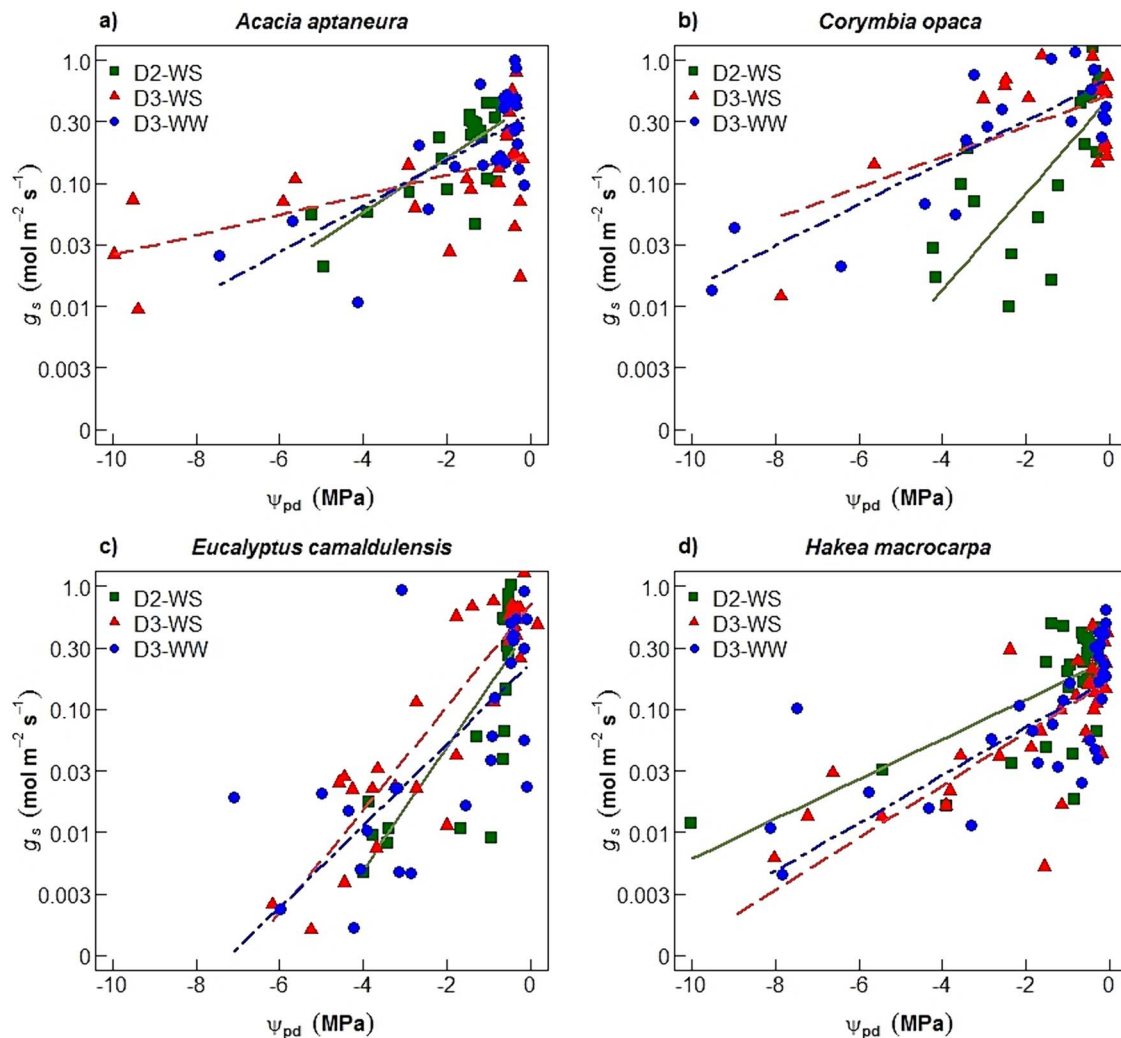 a) Acacia aptaneura
D2-WS
D3-WS
D3-WW
1.0
0.30
0.10
0.03
0.01
0.003
0
g s (mol m−2 s−1)
-10 -8 -6 -4 -2 0
ψpd (MPa)
b) Corymbia opaca
D2-WS
D3-WS
D3-WW
1.0
0.30
0.10
0.03
0.01
0.003
0
g s (mol m−2 s−1)
-10 -8 -6 -4 -2 0
ψpd (MPa)
c) Eucalyptus camaldulensis
D2-WS
D3-WS
D3-WW
1.0
0.30
0.10
0.03
0.01
0.003
0
g s (mol m−2 s−1)
-10 -8 -6 -4 -2 0
ψpd (MPa)
d) Hakea macrocarpa
D2-WS
D3-WS
D3-WW
1.0
0.30
0.10
0.03
0.01
0.003
0
g s (mol m−2 s−1)
-10 -8 -6 -4 -2 0
ψpd (MPa)